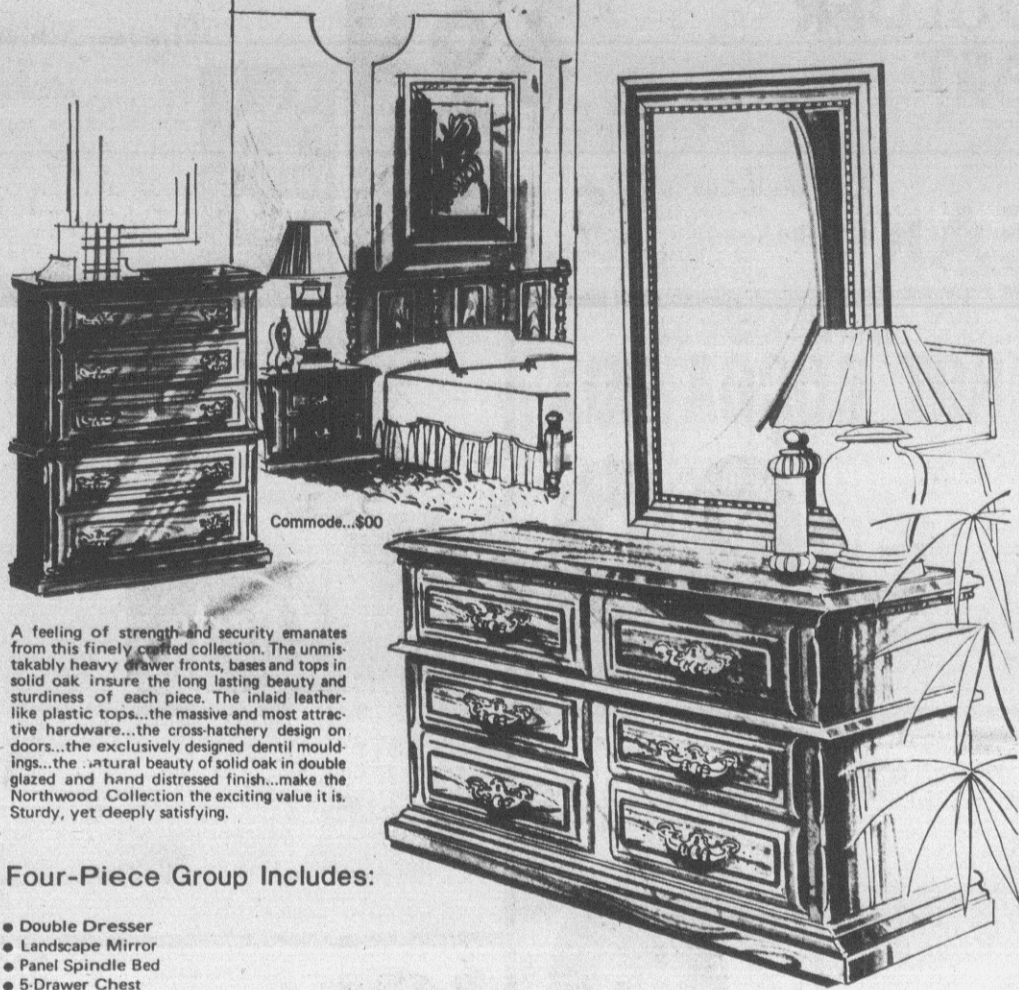 Commode...$00
A feeling of strength and security emanates
from this finely crafted collection. The unmis-
takably heavy drawer fronts, bases and tops in
solid oak insure the long lasting beauty and
sturdiness of each piece. The inlaid leather-
like plastic tops...the massive and most attrac-
tive hardware...the cross-hatchery design on
doors...the exclusively designed dentil mould-
ings...the natural beauty of solid oak in double
glazed and hand distressed finish...make the
Northwood Collection the exciting value it is.
Sturdy, yet deeply satisfying.
Four-Piece Group Includes:
● Double Dresser
● Landscape Mirror
● Panel Spindle Bed
● 5-Drawer Chest